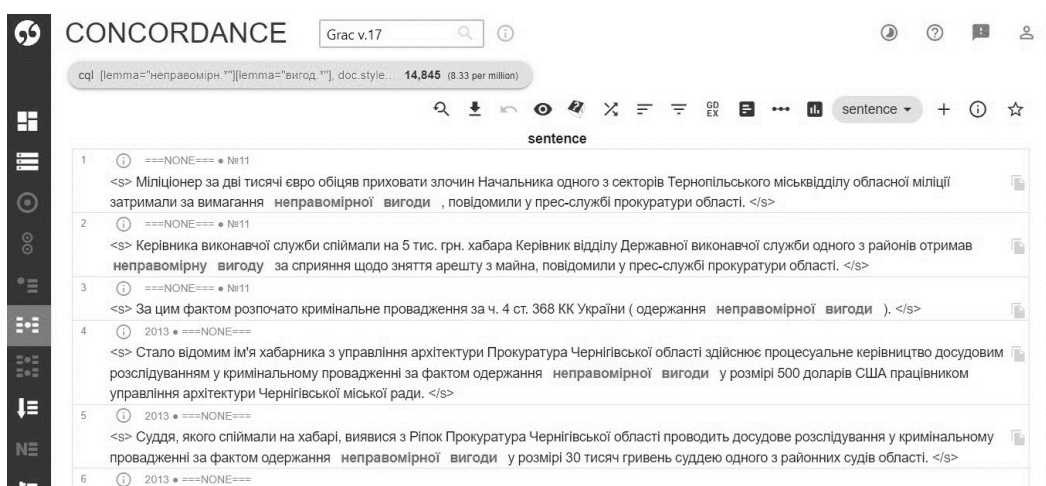 CONCORDANCE
Grac v.17
cql [lemma="неправомірн.*"][lemma="вигод.*"], doc.style... 14,845 (8.33 per million)
GD
EX
sentence
sentence
1 ===NONE=== ● №11
<s> Міліціонер за дві тисячі євро обіцяв приховати злочин Начальника одного з секторів Тернопільського міськвідділу обласної міліції
затримали за вимагання неправомірної вигоди , повідомили у прес-службі прокуратури області. </s>
2 ===NONE=== ● №11
<s> Керівника виконавчої служби спіймали на 5 тис. грн. хабара Керівник відділу Державної виконавчої служби одного з районів отримав
неправомірну вигоду за сприяння щодо зняття арешту з майна, повідомили у прес-службі прокуратури області. </s>
3 ===NONE=== ● №11
<s> За цим фактом розпочато кримінальне провадження за ч. 4 ст. 368 КК України ( одержання неправомірної вигоди ). </s>
4 2013 ● ===NONE===
<s> Стало відомим ім'я хабарника з управління архітектури Прокуратура Чернігівської області здійснює процесуальне керівництво досудовим
розслідуванням у кримінальному провадженні за фактом одержання неправомірної вигоди у розмірі 500 доларів США працівником
управління архітектури Чернігівської міської ради. </s>
5 2013 ● ===NONE===
<s> Суддя, якого спіймали на хабарі, виявися з Ріпок Прокуратура Чернігівської області проводить досудове розслідування у кримінальному
провадженні за фактом одержання неправомірної вигоди у розмірі 30 тисяч гривень суддею одного з районних судів області. </s>
6 2013 ● ===NONE===